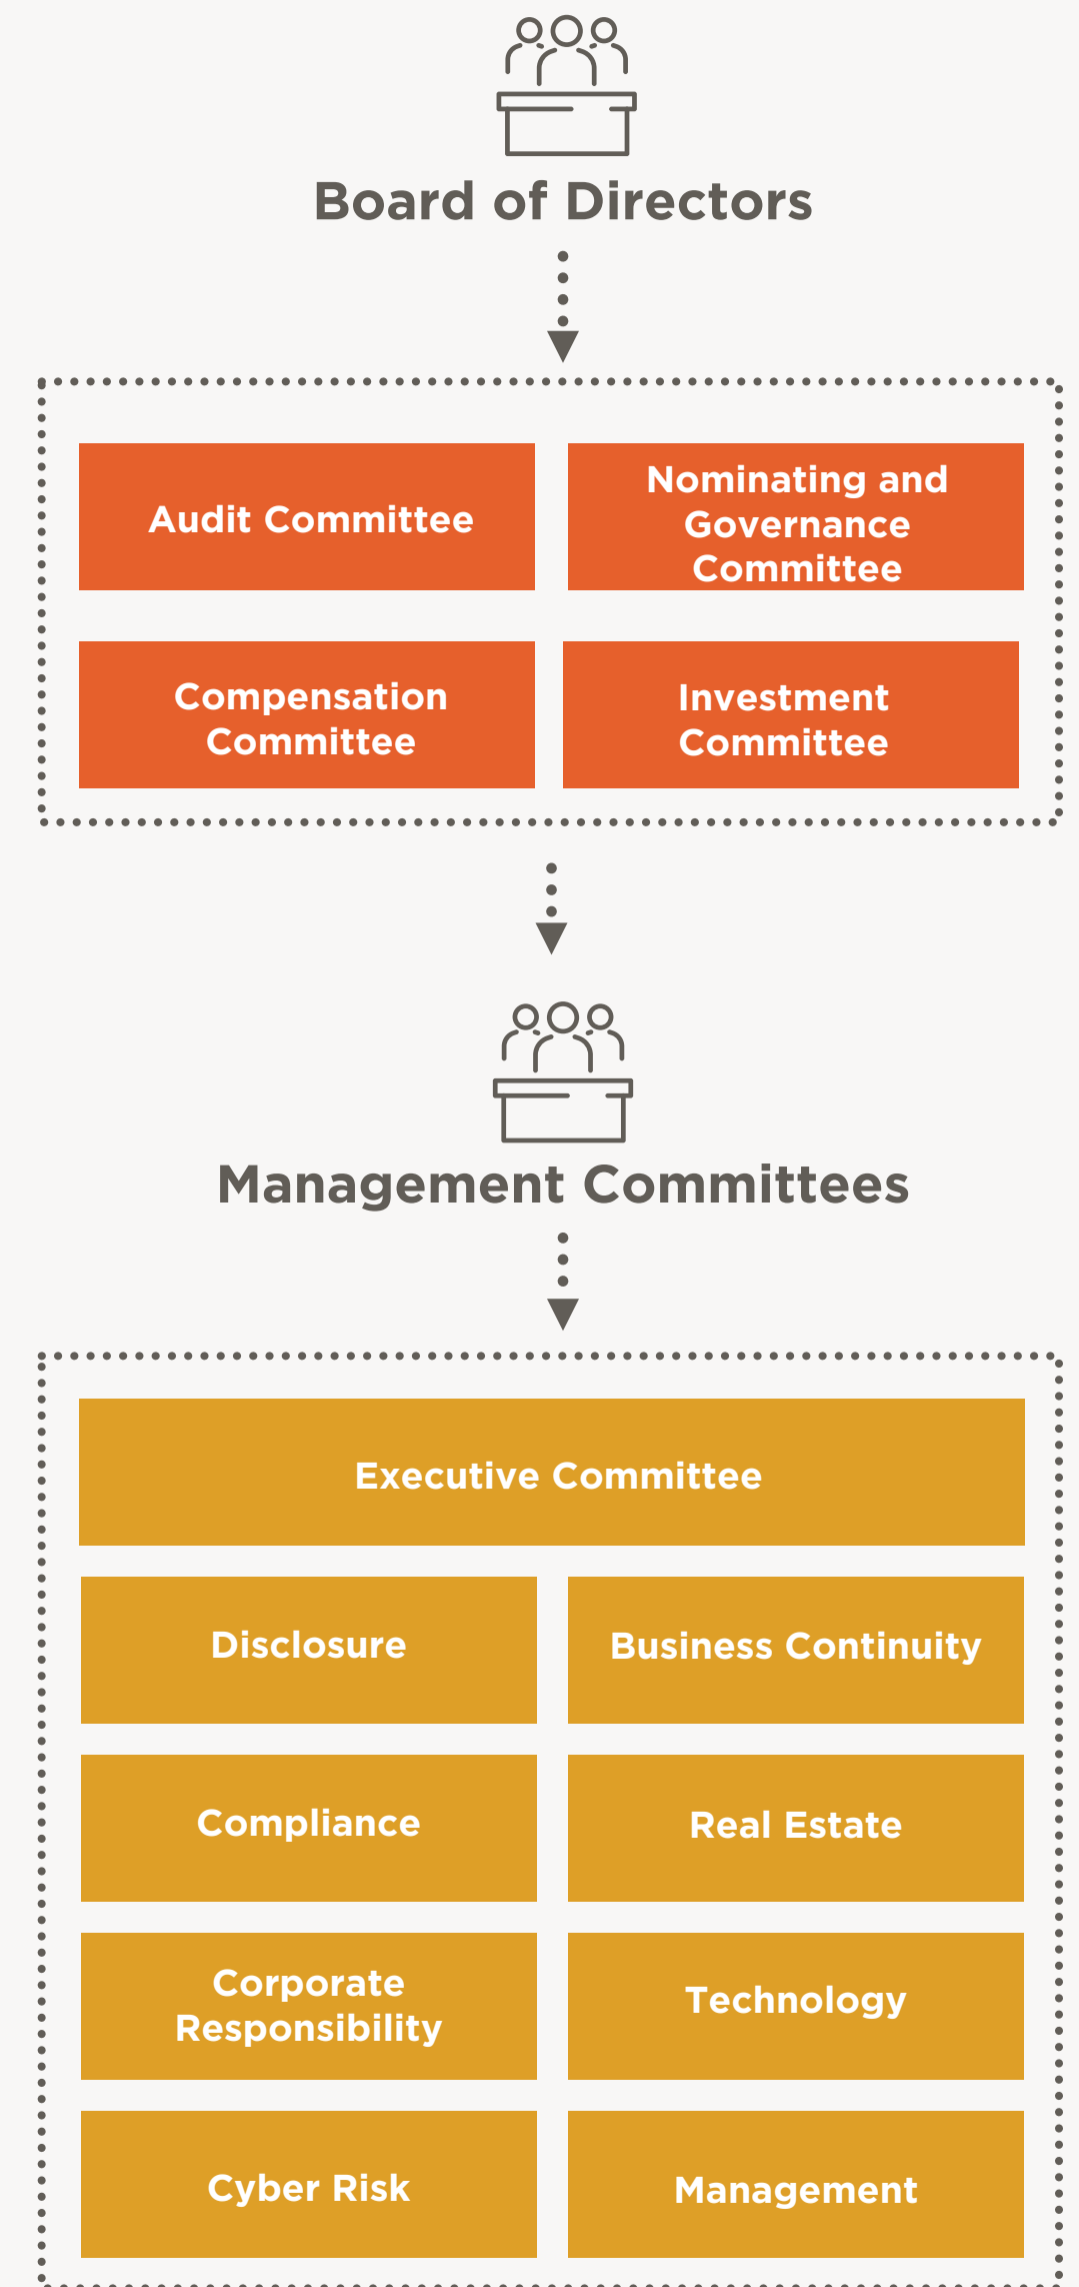 Board of Directors
Audit Committee
Nominating and
Governance
Committee
Compensation
Committee
Investment
Committee
Management Committees
Executive Committee
Disclosure
Business Continuity
Compliance
Real Estate
Corporate
Responsibility
Technology
Cyber Risk
Management